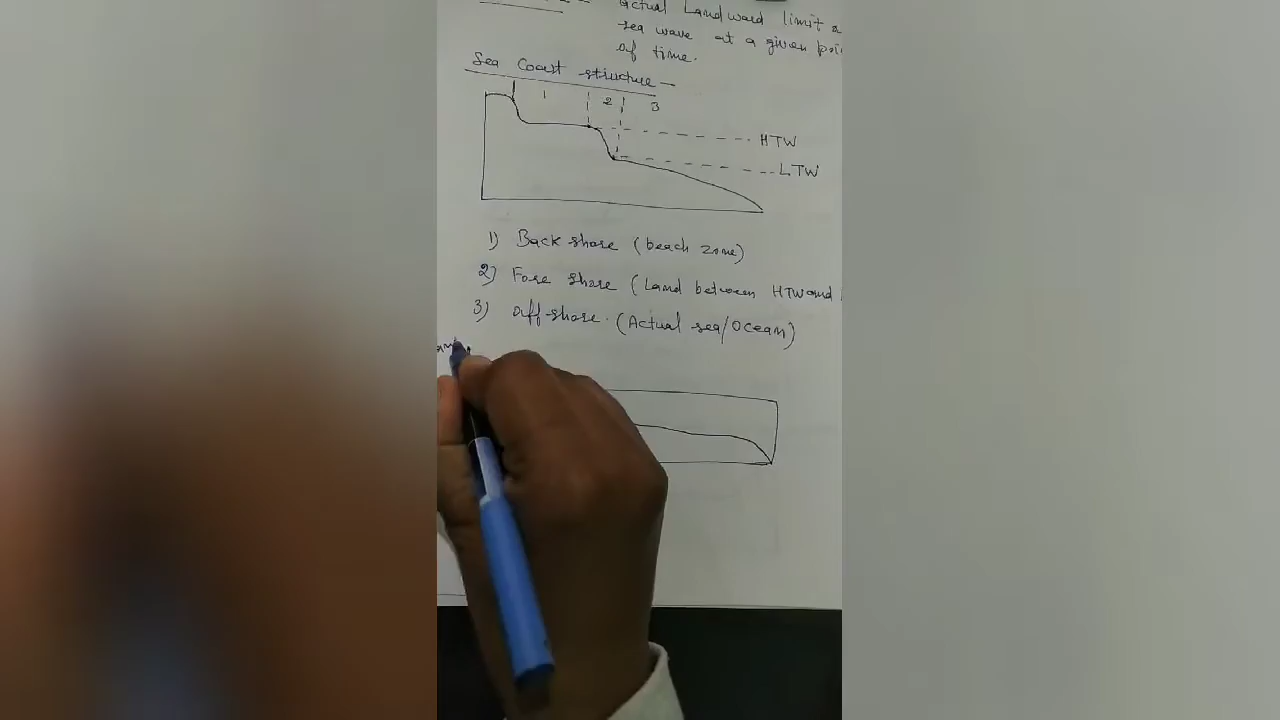 Actual Landward limit
sea wave at a given
of time.
Sea Coast structure —
1 2 3
HTW
LTW
1) Back shore (beach zone)
2) Fore shore (Land between HTW and
3) off shore. (Actual sea/Ocean)